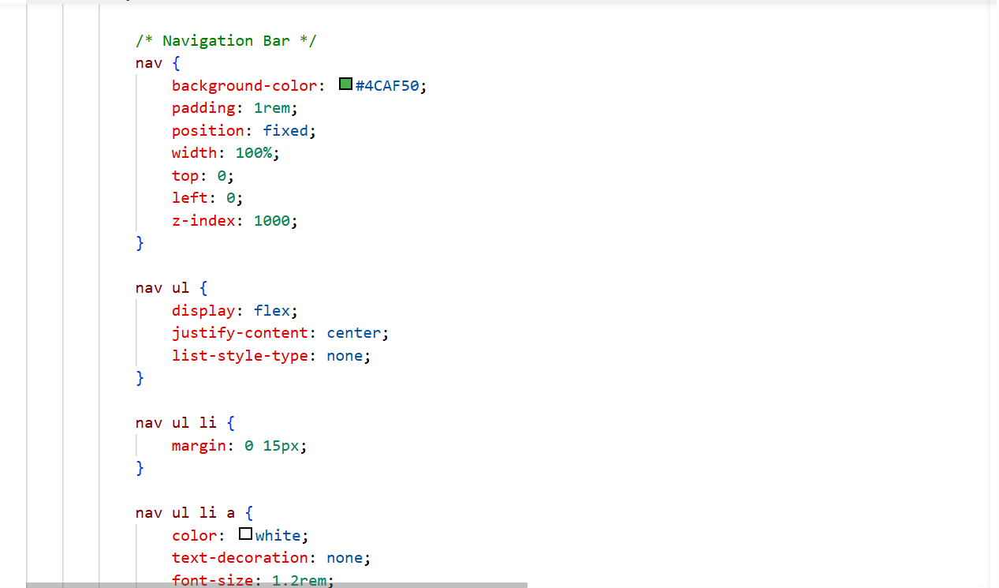 /* Navigation Bar */
nav {
background-color: #4CAF50;
padding: 1rem;
position: fixed;
width: 100%;
top: 0;
left: 0;
z-index: 1000;
}
nav ul {
display: flex;
justify-content: center;
list-style-type: none;
}
nav ul li {
margin: 0 15px;
}
nav ul li a {
color: white;
text-decoration: none;
font-size: 1.2rem;